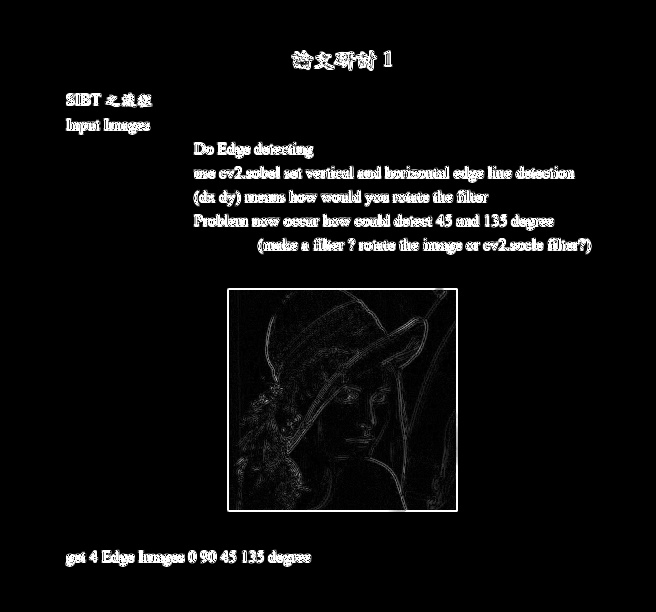 論文研討 1
SIBT 之流程
Input Images
Do Edge detecting
use cv2.sobel set vertical and horizontal edge line detection
(dx dy) means how would you rotate the filter
Problem now occur how could detect 45 and 135 degree
(make a filter ? rotate the image or cv2.socle filter?)
get 4 Edge Images 0 90 45 135 degree